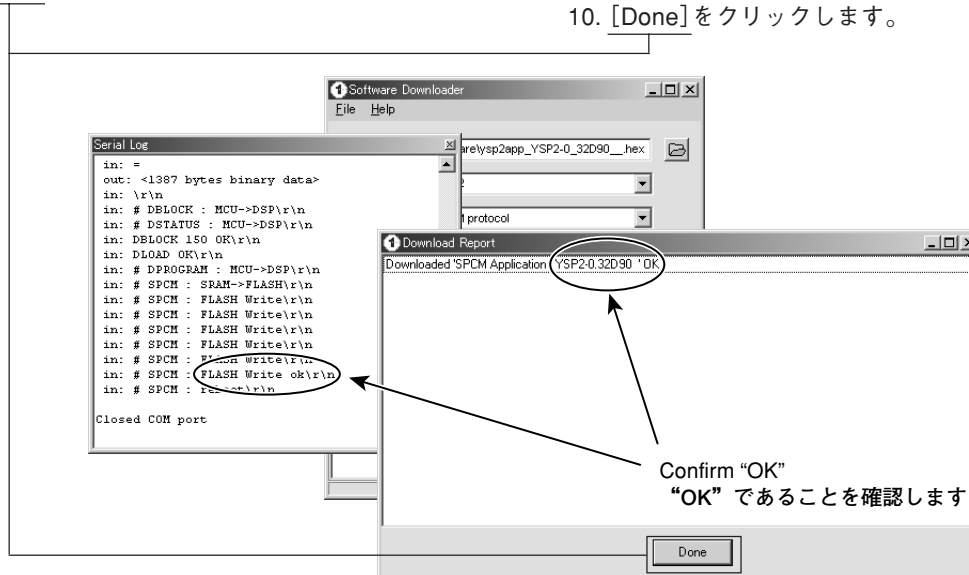 10. [Done]をクリックします。
Software Downloader
File Help
are\ysp2app_YSP2-0_32D90__.hex
protocol
Serial Log
in: =
out: <1387 bytes binary data>
in: \r\n
in: # DBLOCK : MCU->DSP\r\n
in: # DSTATUS : MCU->DSP\r\n
in: DBLOCK 150 OK\r\n
in: DLOAD OK\r\n
in: # DPROGRAM : MCU->DSP\r\n
in: # SPCM : SRAM->FLASH\r\n
in: # SPCM : FLASH Write\r\n
in: # SPCM : FLASH Write\r\n
in: # SPCM : FLASH Write\r\n
in: # SPCM : FLASH Write\r\n
in: # SPCM : FLASH Write\r\n
in: # SPCM : FLASH Write ok\r\n
in: # SPCM : reboot\r\n
Closed COM port
Download Report
Downloaded 'SPCM Application YSP2-0.32D90 ' OK
Confirm “OK”
“OK”であることを確認します
Done